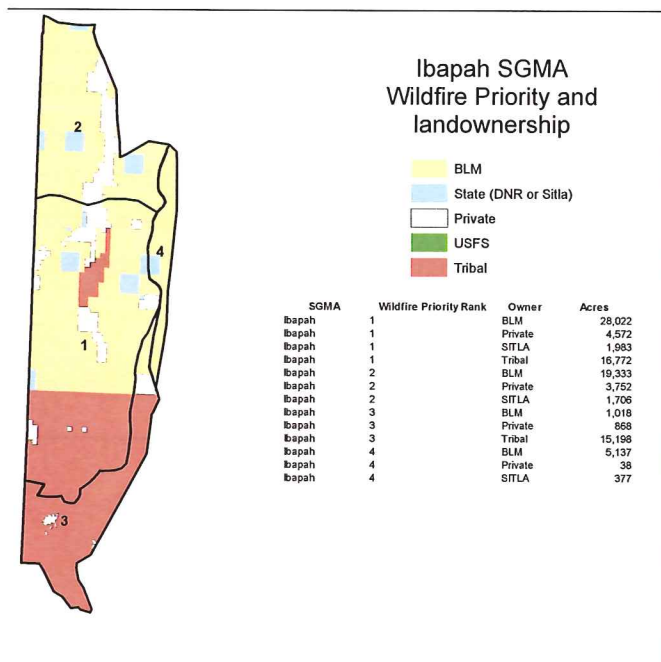 Ibapah SGMA
Wildfire Priority and
landownership
BLM
State (DNR or Sitla)
Private
USFS
Tribal
2
4
1
3
SGMA Wildfire Priority Rank Owner Acres
Ibapah 1 BLM 28,022
Ibapah 1 Private 4,572
Ibapah 1 SITLA 1,983
Ibapah 1 Tribal 16,772
Ibapah 2 BLM 19,333
Ibapah 2 Private 3,752
Ibapah 2 SITLA 1,706
Ibapah 3 BLM 1,018
Ibapah 3 Private 868
Ibapah 3 Tribal 15,198
Ibapah 4 BLM 5,137
Ibapah 4 Private 38
Ibapah 4 SITLA 377